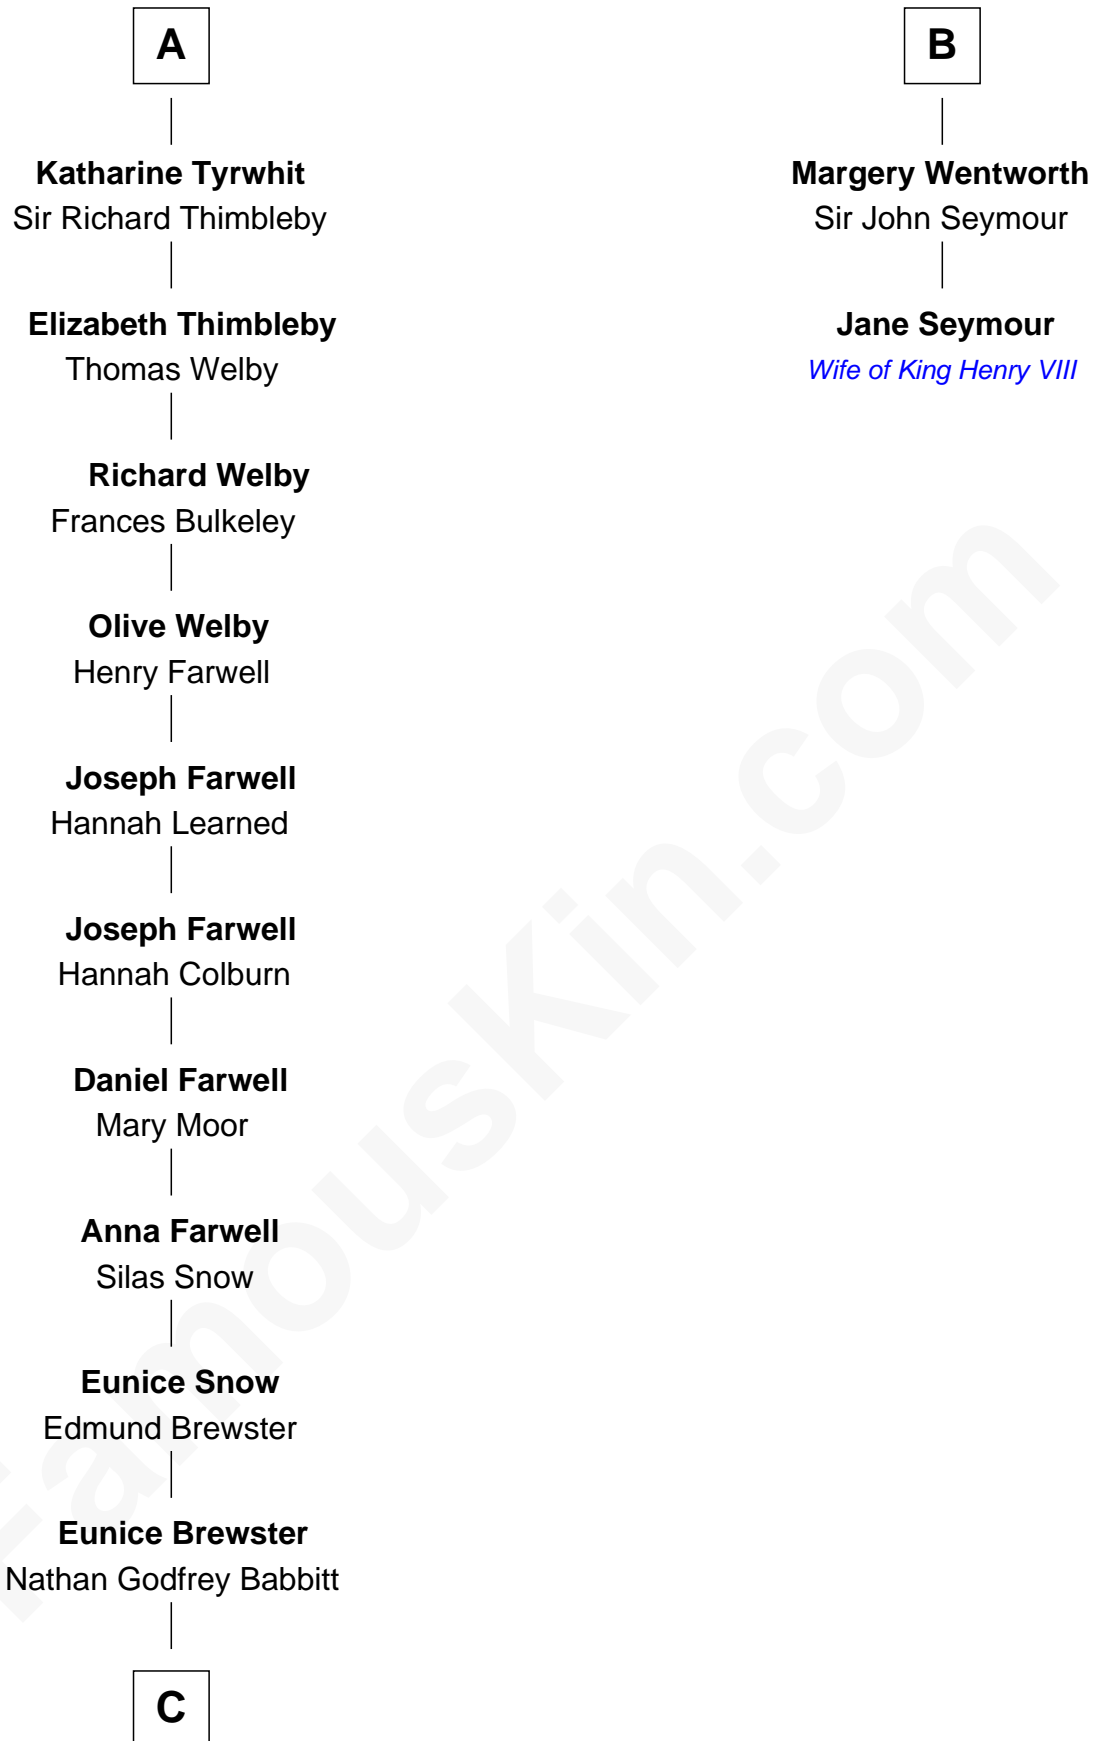 A
Katharine Tyrwhit
Sir Richard Thimbleby
Elizabeth Thimbleby
Thomas Welby
Richard Welby
Frances Bulkeley
Olive Welby
Henry Farwell
Joseph Farwell
Hannah Learned
Joseph Farwell
Hannah Colburn
Daniel Farwell
Mary Moor
Anna Farwell
Silas Snow
Eunice Snow
Edmund Brewster
Eunice Brewster
Nathan Godfrey Babbitt
C
B
Margery Wentworth
Sir John Seymour
Jane Seymour
Wife of King Henry VIII
FamousKin.com